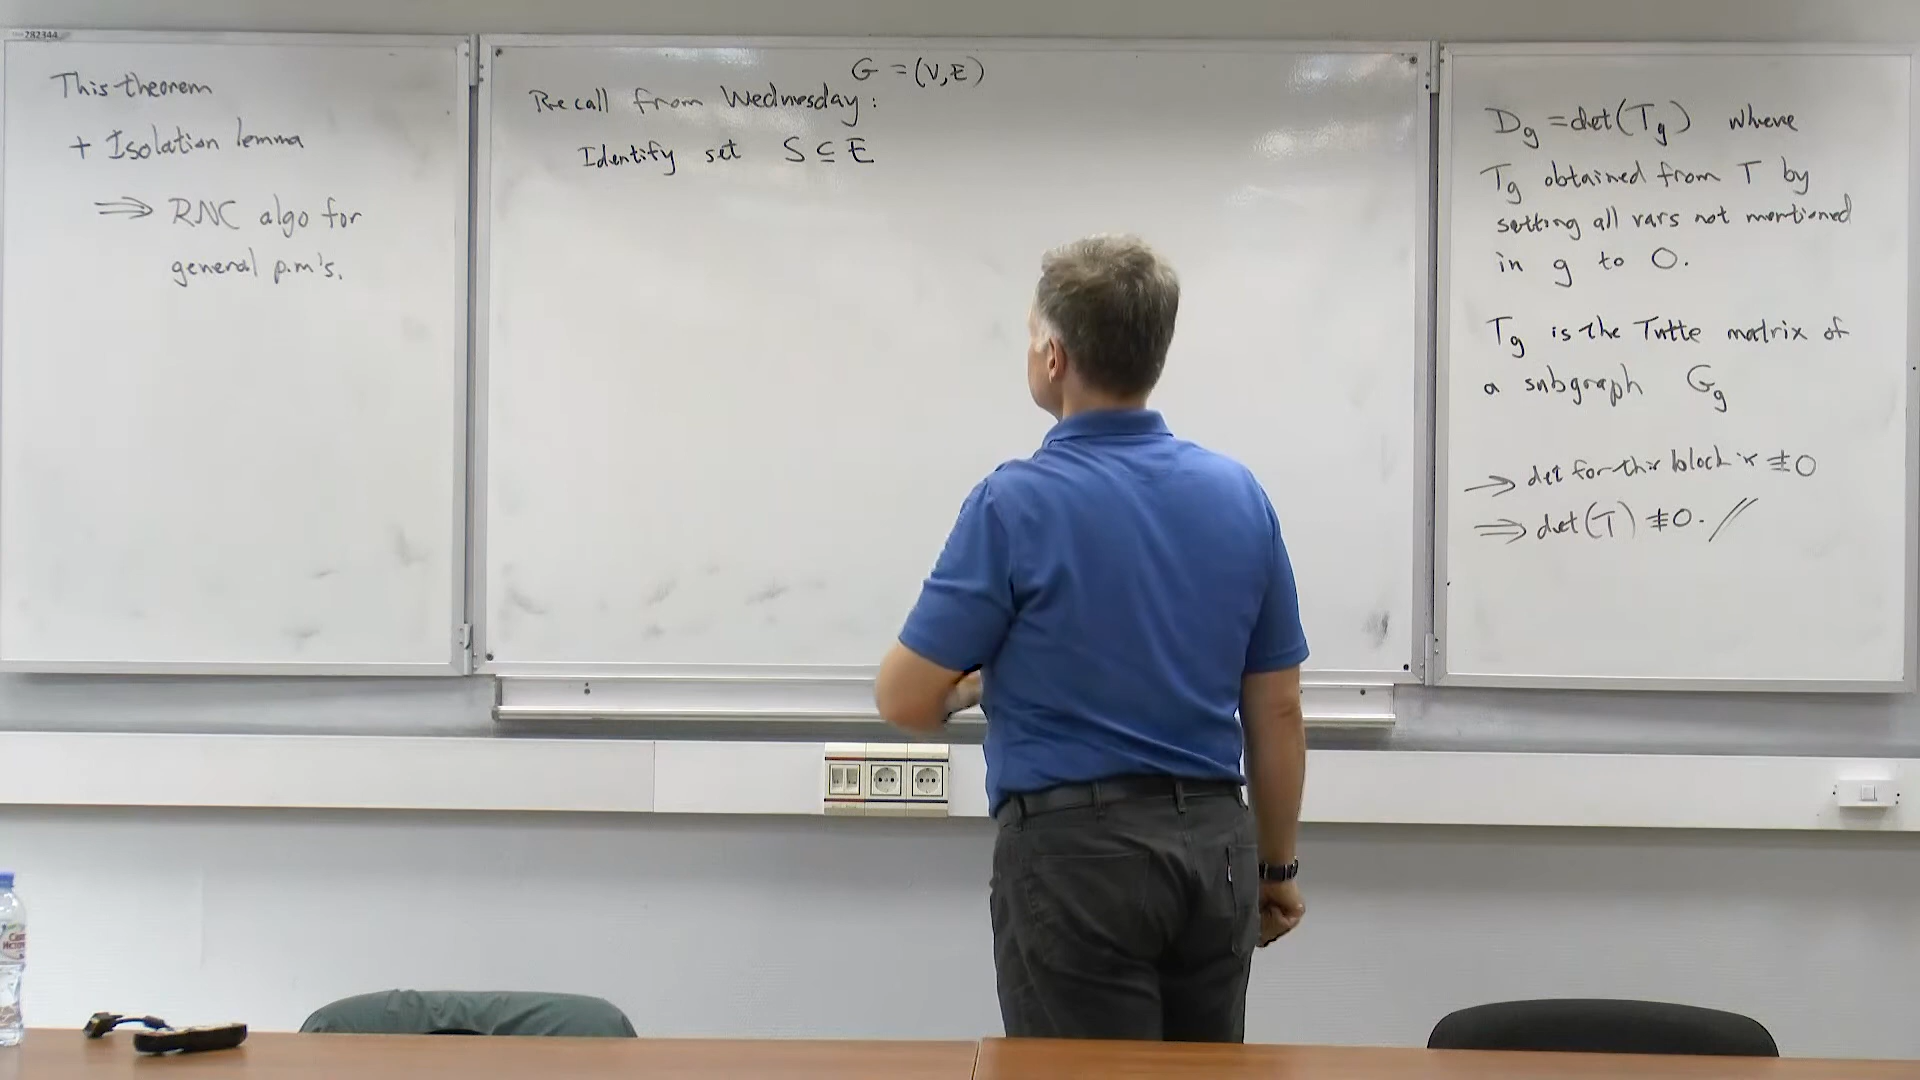 282344
This theorem
+ Isolation lemma
⇒ RNC algo for
general p.m's.
G = (V,E)
Recall from Wednesday:
Identify set S ⊆ E
D_g = det(T_g) where
T_g obtained from T by
setting all vars not mentioned
in g to 0.
T_g is the Tutte matrix of
a subgraph G_g
→ det for this block is ≢ 0
⇒ det(T) ≢ 0. //